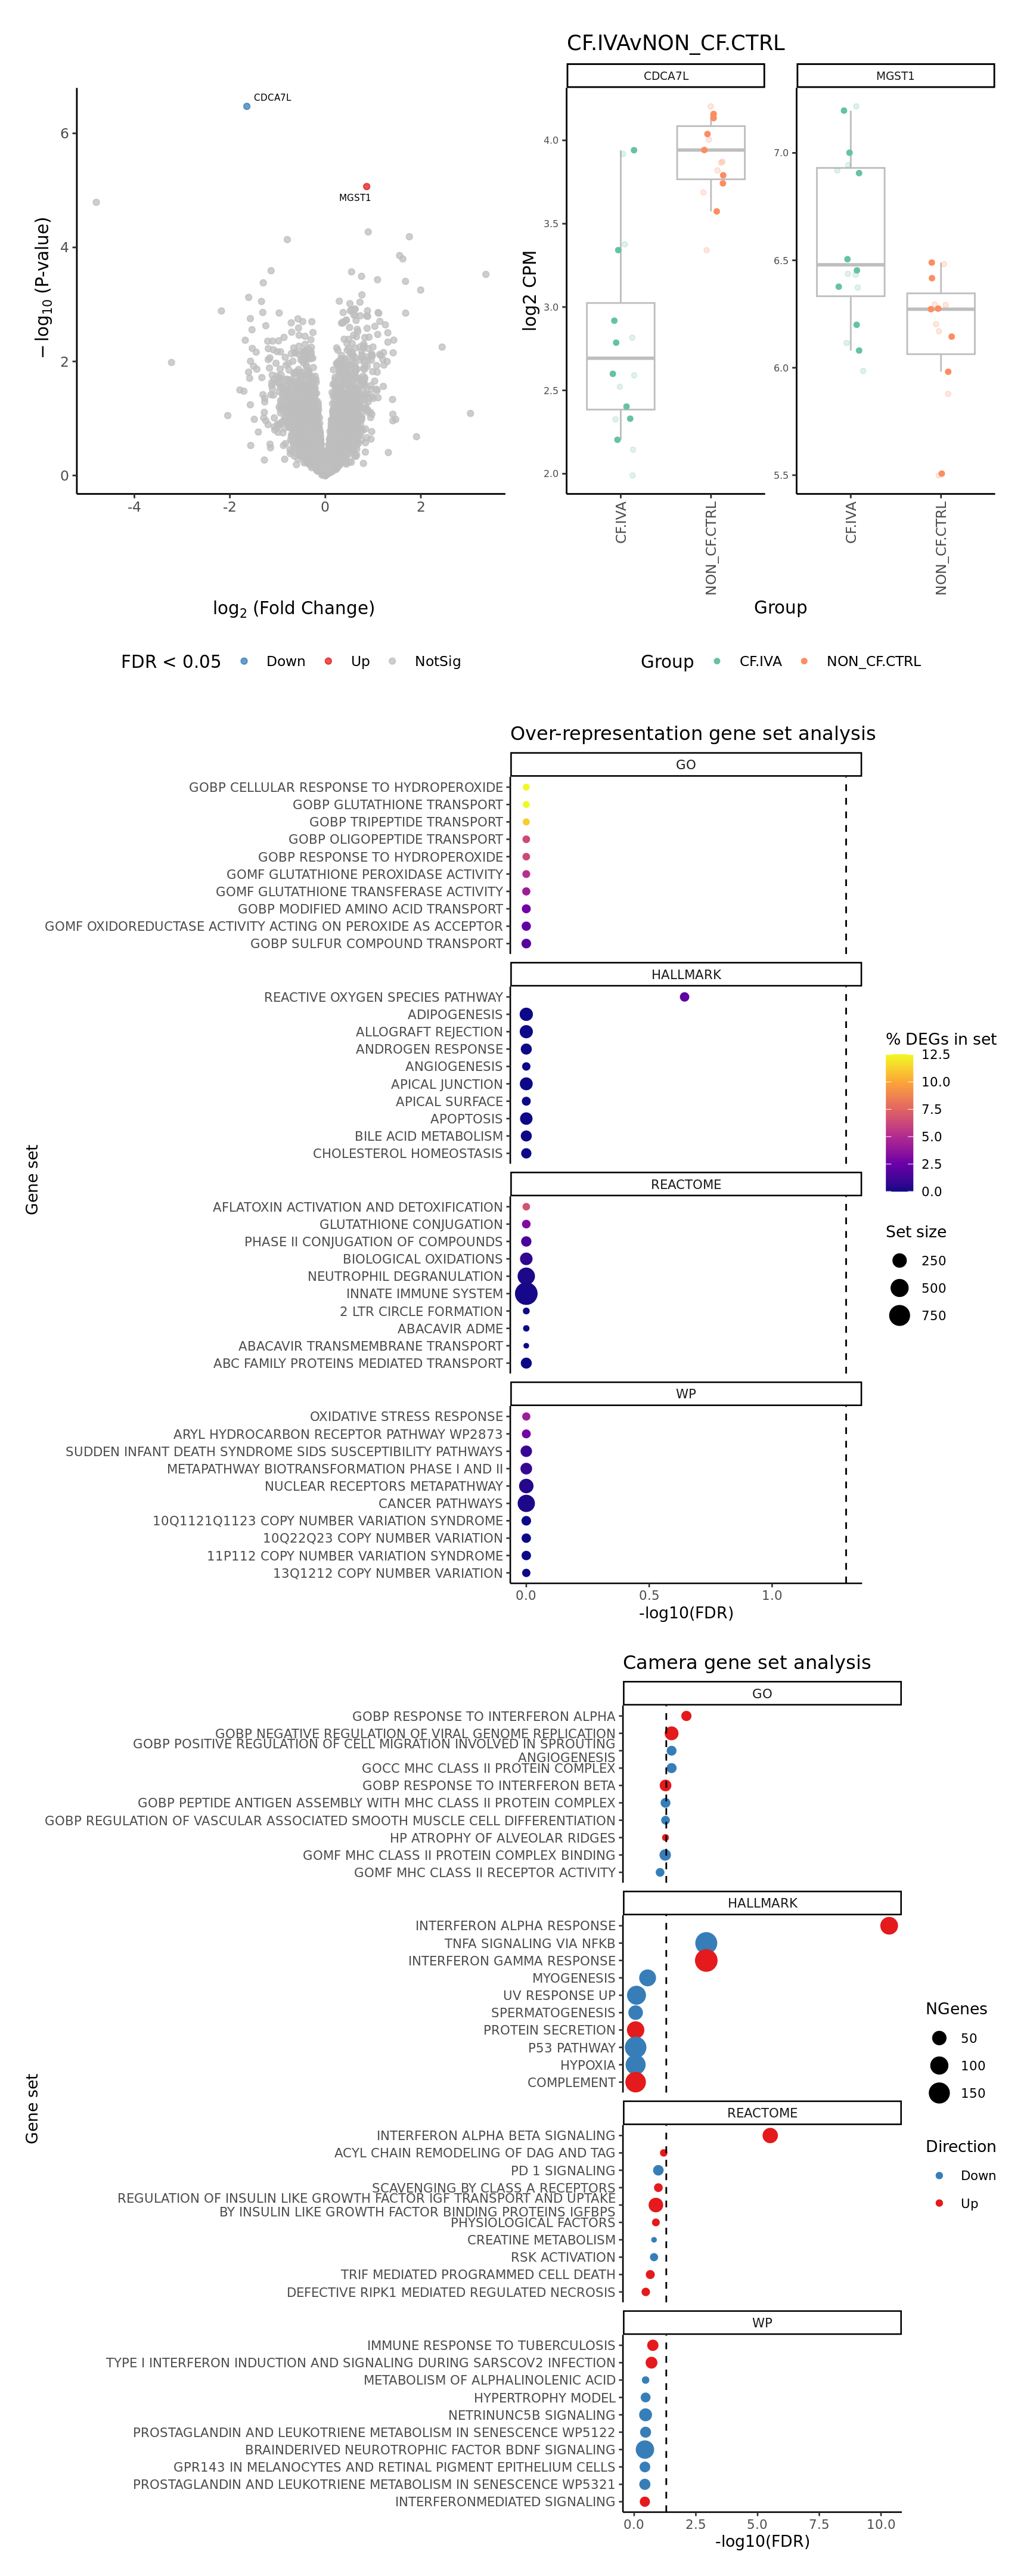 CF.IVAvNON_CF.CTRL
CDCA7L
MGST1
CDCA7L
MGST1
− log10 (P-value)
6
4
2
0
-4
-2
0
2
log2 (Fold Change)
FDR < 0.05
Down
Up
NotSig
log2 CPM
4.0
3.5
3.0
2.5
2.0
7.0
6.5
6.0
5.5
CF.IVA
NON_CF.CTRL
CF.IVA
NON_CF.CTRL
Group
Group
CF.IVA
NON_CF.CTRL
Over-representation gene set analysis
Gene set
GO
GOBP CELLULAR RESPONSE TO HYDROPEROXIDE
GOBP GLUTATHIONE TRANSPORT
GOBP TRIPEPTIDE TRANSPORT
GOBP OLIGOPEPTIDE TRANSPORT
GOBP RESPONSE TO HYDROPEROXIDE
GOMF GLUTATHIONE PEROXIDASE ACTIVITY
GOMF GLUTATHIONE TRANSFERASE ACTIVITY
GOBP MODIFIED AMINO ACID TRANSPORT
GOMF OXIDOREDUCTASE ACTIVITY ACTING ON PEROXIDE AS ACCEPTOR
GOBP SULFUR COMPOUND TRANSPORT
HALLMARK
REACTIVE OXYGEN SPECIES PATHWAY
ADIPOGENESIS
ALLOGRAFT REJECTION
ANDROGEN RESPONSE
ANGIOGENESIS
APICAL JUNCTION
APICAL SURFACE
APOPTOSIS
BILE ACID METABOLISM
CHOLESTEROL HOMEOSTASIS
REACTOME
AFLATOXIN ACTIVATION AND DETOXIFICATION
GLUTATHIONE CONJUGATION
PHASE II CONJUGATION OF COMPOUNDS
BIOLOGICAL OXIDATIONS
NEUTROPHIL DEGRANULATION
INNATE IMMUNE SYSTEM
2 LTR CIRCLE FORMATION
ABACAVIR ADME
ABACAVIR TRANSMEMBRANE TRANSPORT
ABC FAMILY PROTEINS MEDIATED TRANSPORT
WP
OXIDATIVE STRESS RESPONSE
ARYL HYDROCARBON RECEPTOR PATHWAY WP2873
SUDDEN INFANT DEATH SYNDROME SIDS SUSCEPTIBILITY PATHWAYS
METAPATHWAY BIOTRANSFORMATION PHASE I AND II
NUCLEAR RECEPTORS METAPATHWAY
CANCER PATHWAYS
10Q1121Q1123 COPY NUMBER VARIATION SYNDROME
10Q22Q23 COPY NUMBER VARIATION
11P112 COPY NUMBER VARIATION SYNDROME
13Q1212 COPY NUMBER VARIATION
0.0
0.5
1.0
-log10(FDR)
% DEGs in set
12.5
10.0
7.5
5.0
2.5
0.0
Set size
250
500
750
Camera gene set analysis
Gene set
GO
GOBP RESPONSE TO INTERFERON ALPHA
GOBP NEGATIVE REGULATION OF VIRAL GENOME REPLICATION
GOBP POSITIVE REGULATION OF CELL MIGRATION INVOLVED IN SPROUTING
ANGIOGENESIS
GOCC MHC CLASS II PROTEIN COMPLEX
GOBP RESPONSE TO INTERFERON BETA
GOBP PEPTIDE ANTIGEN ASSEMBLY WITH MHC CLASS II PROTEIN COMPLEX
GOBP REGULATION OF VASCULAR ASSOCIATED SMOOTH MUSCLE CELL DIFFERENTIATION
HP ATROPHY OF ALVEOLAR RIDGES
GOMF MHC CLASS II PROTEIN COMPLEX BINDING
GOMF MHC CLASS II RECEPTOR ACTIVITY
HALLMARK
INTERFERON ALPHA RESPONSE
TNFA SIGNALING VIA NFKB
INTERFERON GAMMA RESPONSE
MYOGENESIS
UV RESPONSE UP
SPERMATOGENESIS
PROTEIN SECRETION
P53 PATHWAY
HYPOXIA
COMPLEMENT
REACTOME
INTERFERON ALPHA BETA SIGNALING
ACYL CHAIN REMODELING OF DAG AND TAG
PD 1 SIGNALING
SCAVENGING BY CLASS A RECEPTORS
REGULATION OF INSULIN LIKE GROWTH FACTOR IGF TRANSPORT AND UPTAKE
BY INSULIN LIKE GROWTH FACTOR BINDING PROTEINS IGFBPS
PHYSIOLOGICAL FACTORS
CREATINE METABOLISM
RSK ACTIVATION
TRIF MEDIATED PROGRAMMED CELL DEATH
DEFECTIVE RIPK1 MEDIATED REGULATED NECROSIS
WP
IMMUNE RESPONSE TO TUBERCULOSIS
TYPE I INTERFERON INDUCTION AND SIGNALING DURING SARSCOV2 INFECTION
METABOLISM OF ALPHALINOLENIC ACID
HYPERTROPHY MODEL
NETRINUNC5B SIGNALING
PROSTAGLANDIN AND LEUKOTRIENE METABOLISM IN SENESCENCE WP5122
BRAINDERIVED NEUROTROPHIC FACTOR BDNF SIGNALING
GPR143 IN MELANOCYTES AND RETINAL PIGMENT EPITHELIUM CELLS
PROSTAGLANDIN AND LEUKOTRIENE METABOLISM IN SENESCENCE WP5321
INTERFERONMEDIATED SIGNALING
0.0
2.5
5.0
7.5
10.0
-log10(FDR)
NGenes
50
100
150
Direction
Down
Up